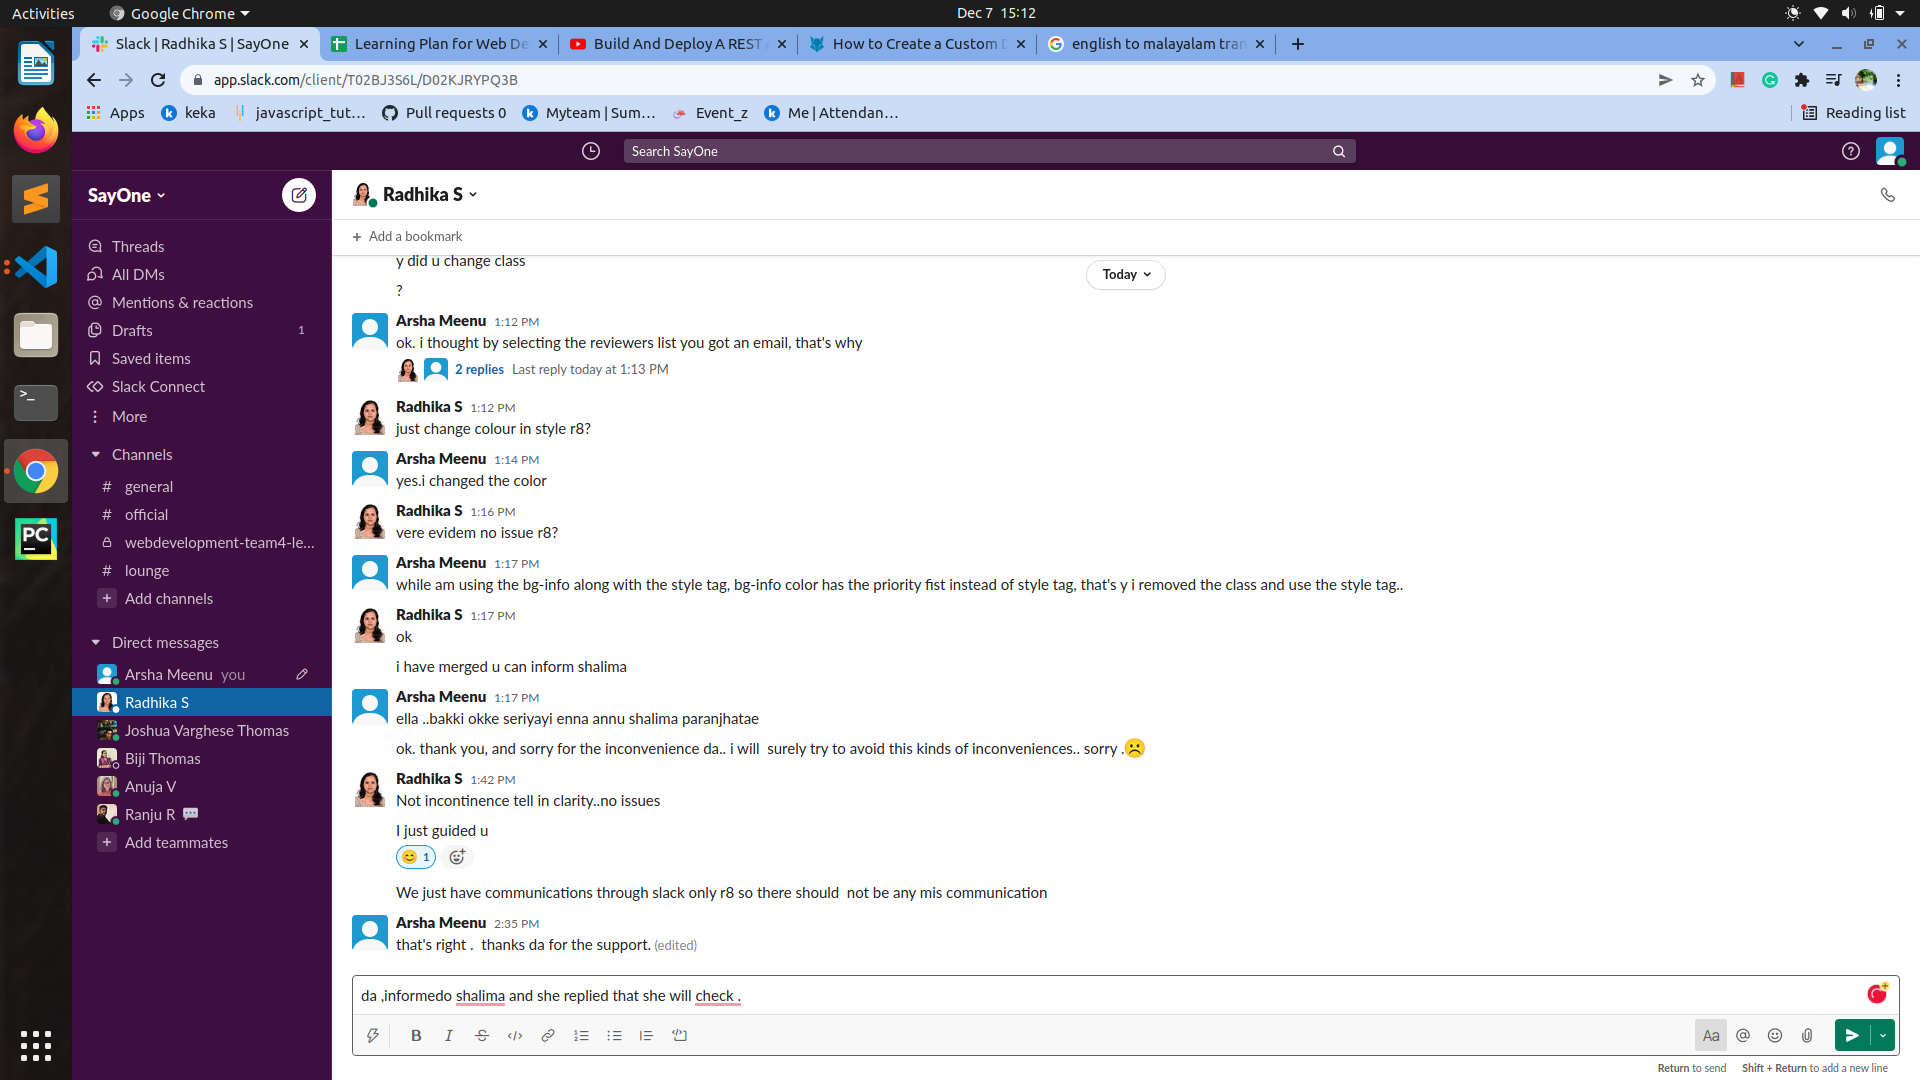 Activities
Google Chrome
Dec 7 15:12
Slack | Radhika S | SayOne
Learning Plan for Web De
Build And Deploy A REST A
How to Create a Custom D
english to malayalam tran
app.slack.com/client/T02BJ3S6L/D02KJRYPQ3B
Apps
keka
javascript_tut...
Pull requests 0
Myteam | Sum...
Event_z
Me | Attendan...
Reading list
Search SayOne
SayOne
Threads
All DMs
Mentions & reactions
Drafts 1
Saved items
Slack Connect
More
Channels
# general
# official
webdevelopment-team4-le...
# lounge
+ Add channels
Direct messages
Arsha Meenu you
Radhika S
Joshua Varghese Thomas
Biji Thomas
Anuja V
Ranju R
+ Add teammates
Radhika S
+ Add a bookmark
y did u change class
Today
?
Arsha Meenu 1:12 PM
ok. i thought by selecting the reviewers list you got an email, that's why
2 replies Last reply today at 1:13 PM
Radhika S 1:12 PM
just change colour in style r8?
Arsha Meenu 1:14 PM
yes.i changed the color
Radhika S 1:16 PM
vere evidem no issue r8?
Arsha Meenu 1:17 PM
while am using the bg-info along with the style tag, bg-info color has the priority fist instead of style tag, that's y i removed the class and use the style tag..
Radhika S 1:17 PM
ok
i have merged u can inform shalima
Arsha Meenu 1:17 PM
ella ..bakki okke seriyayi enna annu shalima paranjhatae
ok. thank you, and sorry for the inconvenience da.. i will surely try to avoid this kinds of inconveniences.. sorry .☹️
Radhika S 1:42 PM
Not incontinence tell in clarity..no issues
I just guided u
😊 1
We just have communications through slack only r8 so there should not be any mis communication
Arsha Meenu 2:35 PM
that's right . thanks da for the support. (edited)
da ,informedo shalima and she replied that she will check .
B I S </>
Aa @
Return to send Shift + Return to add a new line